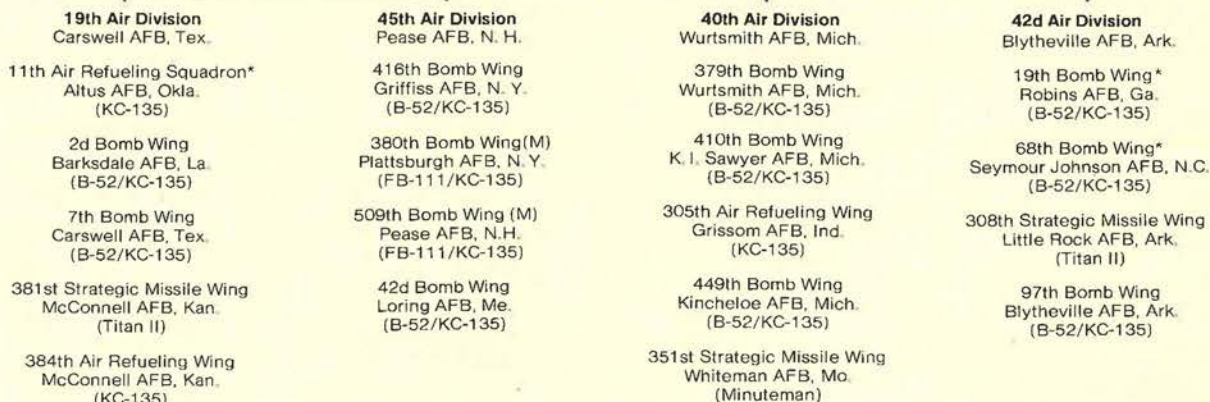 19th Air Division
Carswell AFB, Tex.
11th Air Refueling Squadron*
Altus AFB, Okla.
(KC-135)
2d Bomb Wing
Barksdale AFB, La.
(B-52/KC-135)
7th Bomb Wing
Carswell AFB, Tex.
(B-52/KC-135)
381st Strategic Missile Wing
McConnell AFB, Kan.
(Titan II)
384th Air Refueling Wing
McConnell AFB, Kan.
(KC-135)
45th Air Division
Pease AFB, N. H.
416th Bomb Wing
Griffiss AFB, N. Y.
(B-52/KC-135)
380th Bomb Wing(M)
Plattsburgh AFB, N.Y.
(FB-111/KC-135)
509th Bomb Wing (M)
Pease AFB, N.H.
(FB-111/KC-135)
42d Bomb Wing
Loring AFB, Me.
(B-52/KC-135)
40th Air Division
Wurtsmith AFB, Mich.
379th Bomb Wing
Wurtsmith AFB, Mich.
(B-52/KC-135)
410th Bomb Wing
K. I. Sawyer AFB, Mich.
(B-52/KC-135)
305th Air Refueling Wing
Grissom AFB, Ind.
(KC-135)
449th Bomb Wing
Kincheloe AFB, Mich.
(B-52/KC-135)
351st Strategic Missile Wing
Whiteman AFB, Mo.
(Minuteman)
42d Air Division
Blytheville AFB, Ark.
19th Bomb Wing*
Robins AFB, Ga.
(B-52/KC-135)
68th Bomb Wing*
Seymour Johnson AFB, N.C.
(B-52/KC-135)
308th Strategic Missile Wing
Little Rock AFB, Ark.
(Titan II)
97th Bomb Wing
Blytheville AFB, Ark.
(B-52/KC-135)